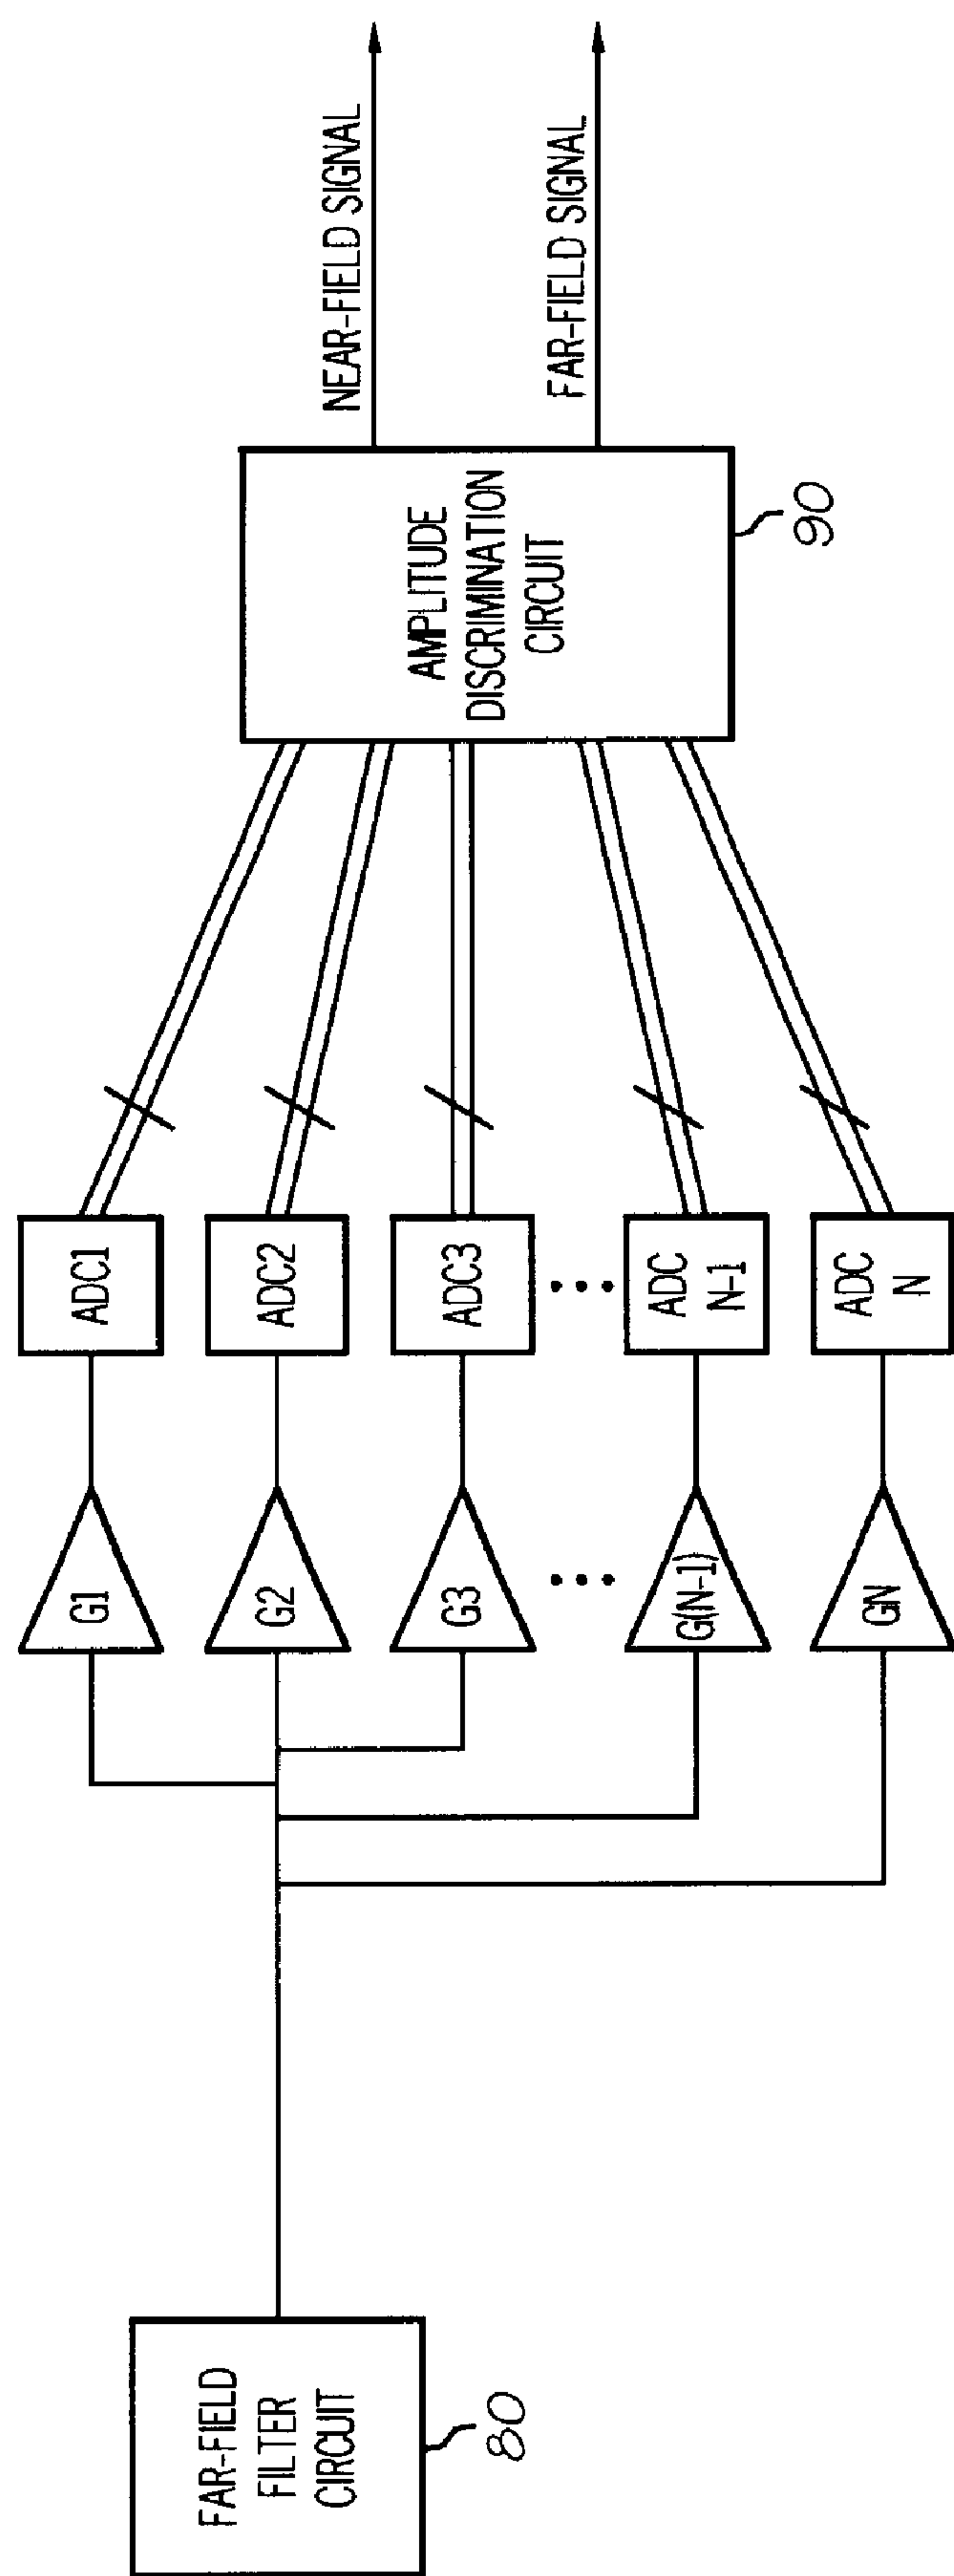 FAR-FIELD
FILTER
CIRCUIT
80
G1
G2
G3
G(N-1)
GN
ADC1
ADC2
ADC3
ADC
N-1
ADC
N
AMPLITUDE
DISCRIMINATION
CIRCUIT
90
NEAR-FIELD SIGNAL
FAR-FIELD SIGNAL